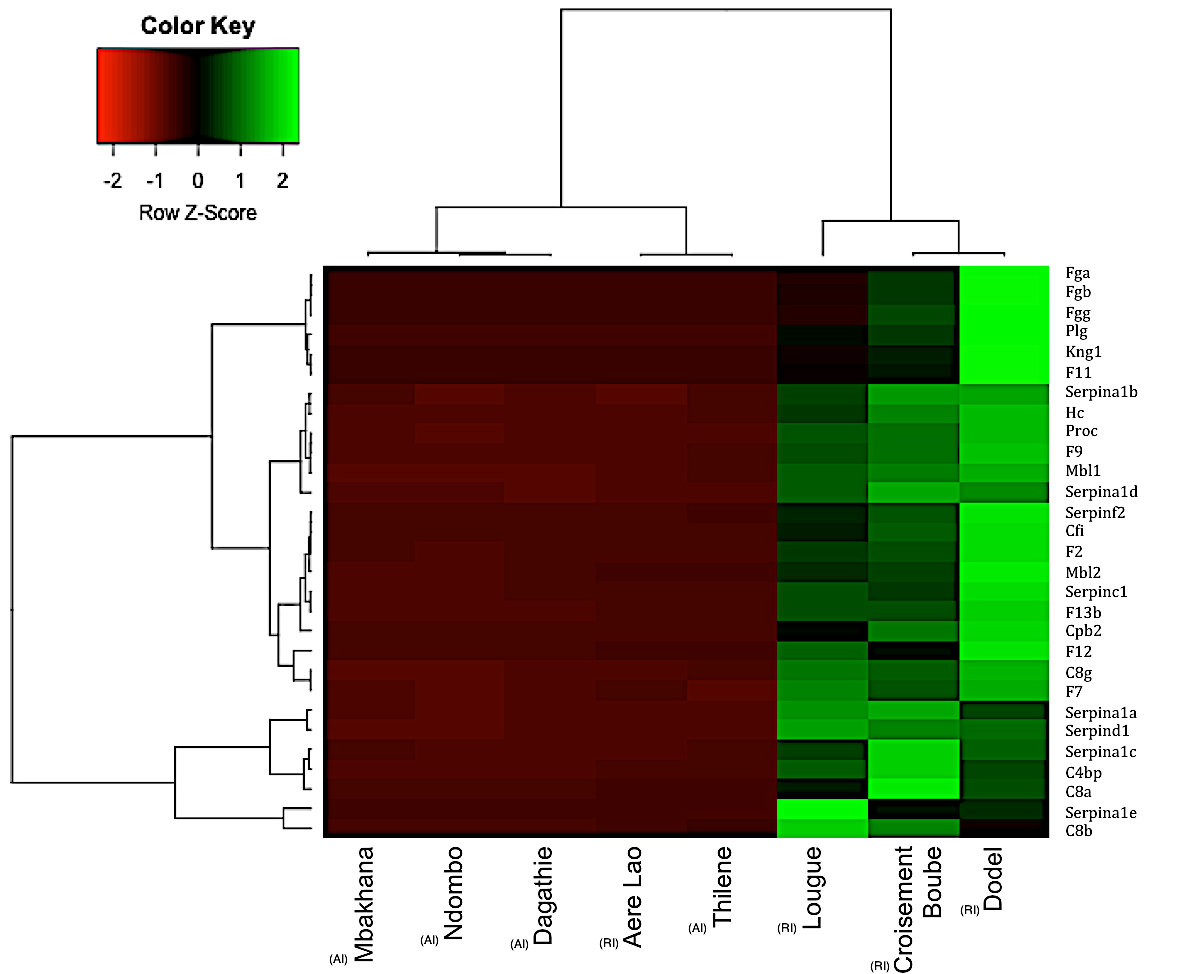 Color Key
-2 -1 0 1 2
Row Z-Score
Fga
Fgb
Fgg
Plg
Kng1
F11
Serpina1b
Hc
Proc
F9
Mbl1
Serpina1d
Serpinf2
Cfi
F2
Mbl2
Serpinc1
F13b
Cpb2
F12
C8g
F7
Serpina1a
Serpind1
Serpina1c
C4bp
C8a
Serpina1e
C8b
(AI) Mbakhana
(AI) Ndombo
(AI) Dagathie
(RI) Aere Lao
(AI) Thilene
(RI) Lougue
(RI) Croisement
Boube
(RI) Dodel